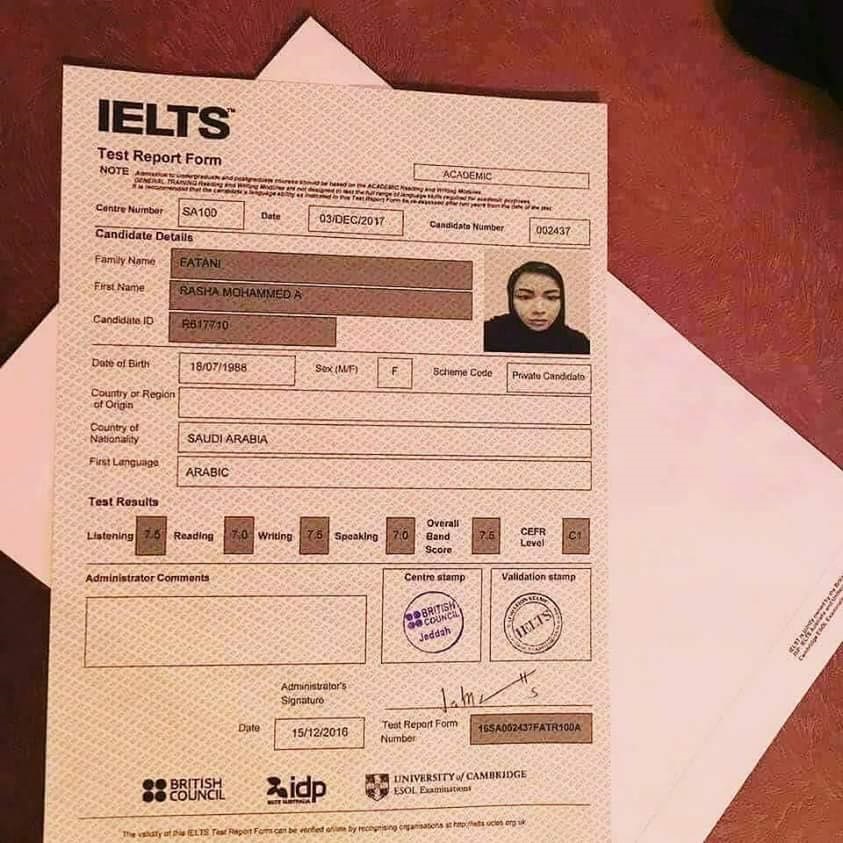 IELTS™
Test Report Form
NOTE Admission to undergraduate and postgraduate courses should be based on the ACADEMIC Reading and Writing Modules.
GENERAL TRAINING Reading and Writing Modules are not designed to test the full range of language skills required for academic purposes.
It is recommended that the candidate's language ability as indicated in this Test Report Form be re-assessed after two years from the date of the test.
ACADEMIC
Centre Number SA100 Date 03/DEC/2017 Candidate Number 002437
Candidate Details
Family Name FATANI
First Name RASHA MOHAMMED A
Candidate ID R617710
Date of Birth 18/07/1988 Sex (M/F) F Scheme Code Private Candidate
Country or Region
of Origin
Country of
Nationality SAUDI ARABIA
First Language ARABIC
Test Results
Listening 7.5 Reading 7.0 Writing 7.5 Speaking 7.0 Overall Band Score 7.5 CEFR Level C1
Administrator Comments
Centre stamp
BRITISH
COUNCIL
Jeddah
Validation stamp
IELTS
Administrator's
Signature
Date 15/12/2016
Test Report Form
Number 16SA002437FATR100A
BRITISH
COUNCIL
idp
IELTS AUSTRALIA
UNIVERSITY of CAMBRIDGE
ESOL Examinations
The validity of this IELTS Test Report Form can be verified online by recognising organisations at http://ielts.ucles.org.uk